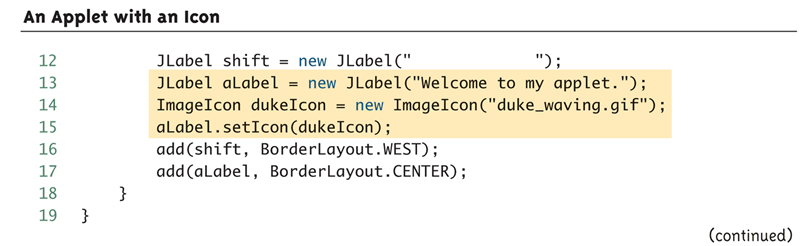 An Applet with an Icon
12 JLabel shift = new JLabel("             ");
13 JLabel aLabel = new JLabel("Welcome to my applet.");
14 ImageIcon dukeIcon = new ImageIcon("duke_waving.gif");
15 aLabel.setIcon(dukeIcon);
16 add(shift, BorderLayout.WEST);
17 add(aLabel, BorderLayout.CENTER);
18 }
19 }
(continued)